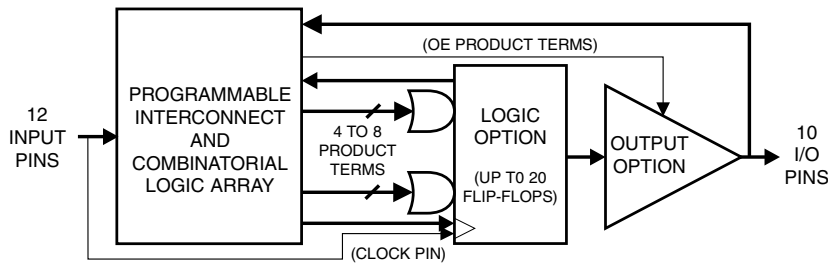 (OE PRODUCT TERMS)
12
INPUT
PINS
PROGRAMMABLE
INTERCONNECT
AND
COMBINATORIAL
LOGIC ARRAY
4 TO 8
PRODUCT
TERMS
LOGIC
OPTION
(UP T0 20
FLIP-FLOPS)
OUTPUT
OPTION
10
I/O
PINS
(CLOCK PIN)